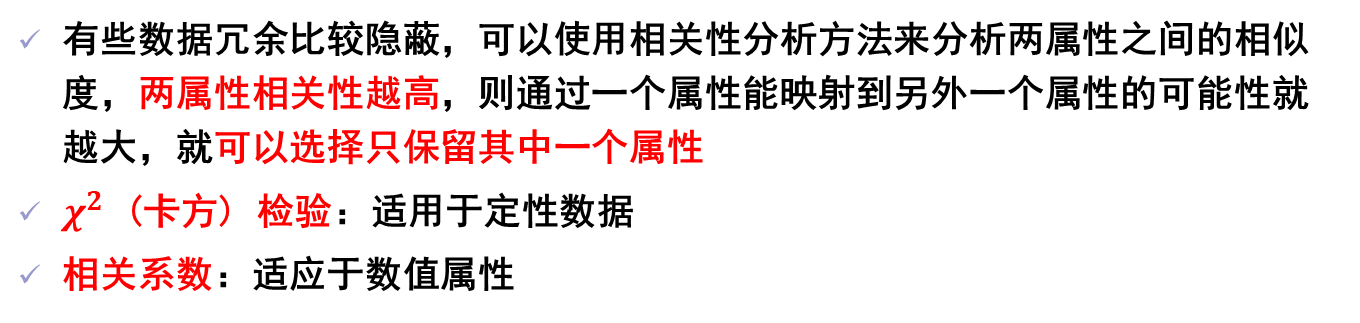 ✓ 有些数据冗余比较隐蔽，可以使用相关性分析方法来分析两属性之间的相似
度，两属性相关性越高，则通过一个属性能映射到另外一个属性的可能性就
越大，就可以选择只保留其中一个属性
✓ χ²（卡方）检验：适用于定性数据
✓ 相关系数：适应于数值属性